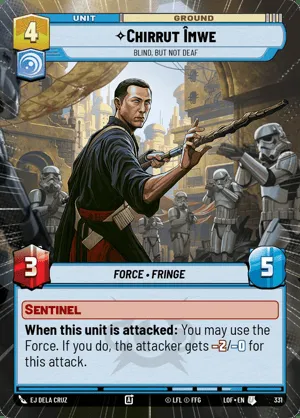 UNIT GROUND
4
✧CHIRRUT ÎMWE
BLIND, BUT NOT DEAF
3
5
FORCE • FRINGE
SENTINEL
When this unit is attacked: You may use the
Force. If you do, the attacker gets –2/–0 for
this attack.
EJ DELA CRUZ © LFL © FFG LOF • EN 331